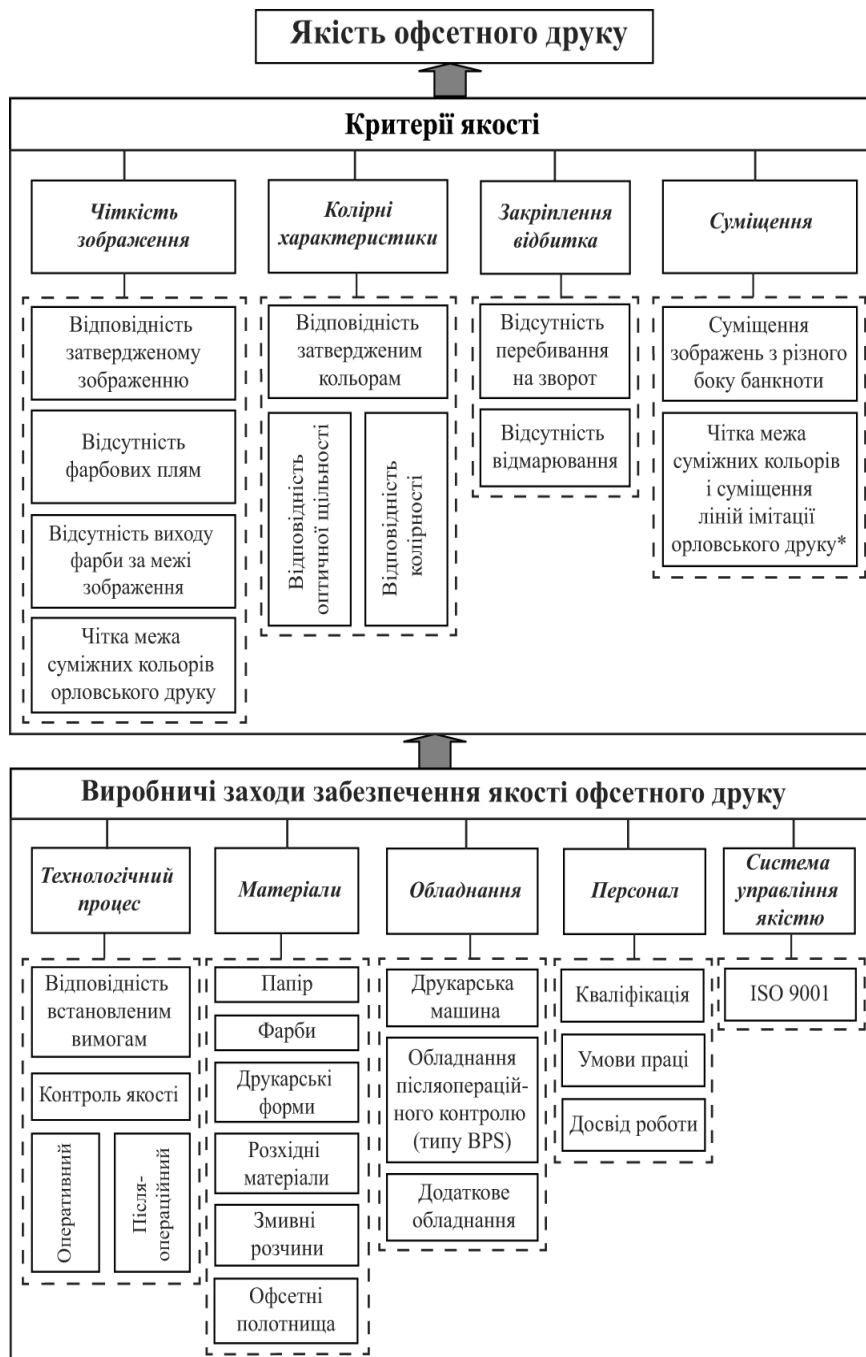 Якість офсетного друку
Критерії якості
Чіткість
зображення
Відповідність
затвердженому
зображенню
Відсутність
фарбових плям
Відсутність виходу
фарби за межі
зображення
Чітка межа
суміжних кольорів
орловського друку
Колірні
характеристики
Відповідність
затвердженим
кольорам
Відповідність
оптичної щільності
Відповідність
колірності
Закріплення
відбитка
Відсутність
перебивання
на зворот
Відсутність
відмарювання
Суміщення
Суміщення
зображень з різного
боку банкноти
Чітка межа
суміжних кольорів
і суміщення
ліній імітації
орловського друку*
Виробничі заходи забезпечення якості офсетного друку
Технологічний
процес
Відповідність
встановленим
вимогам
Контроль якості
Оперативний
Після-
операційний
Матеріали
Папір
Фарби
Друкарські
форми
Розхідні
матеріали
Змивні
розчини
Офсетні
полотнища
Обладнання
Друкарська
машина
Обладнання
післяоперацій-
ного контролю
(типу BPS)
Додаткове
обладнання
Персонал
Кваліфікація
Умови праці
Досвід роботи
Система
управління
якістю
ISO 9001